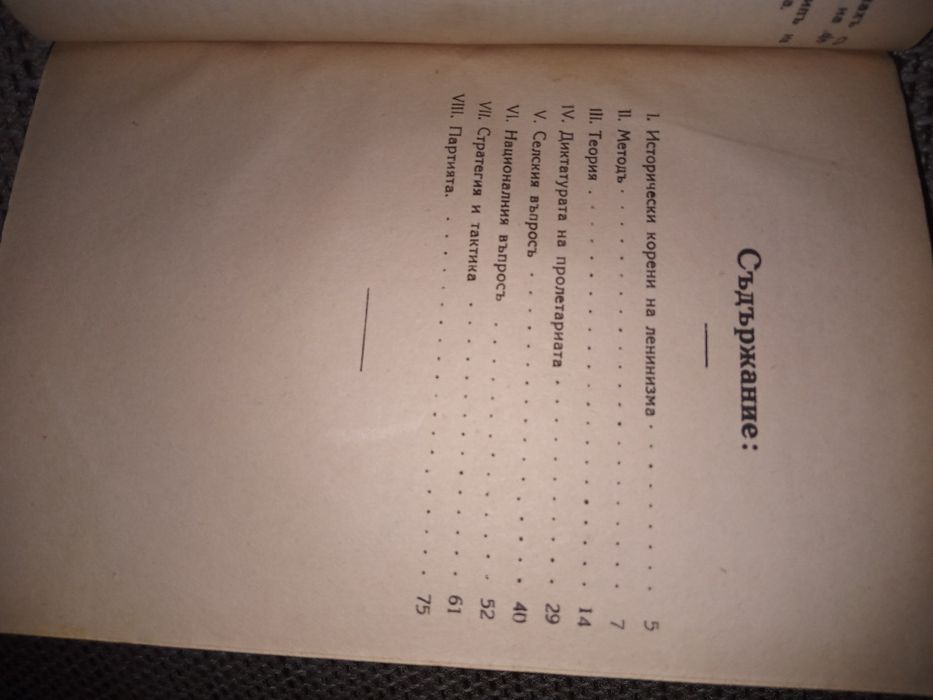 Съдържание:
I. Исторически корени на ленинизма . . . . . . . 5
II. Методъ . . . . . . . . . . . . . . 7
III. Теория . . . . . . . . . . . . . . . 14
IV. Диктатурата на пролетариата . . . . . . . . 29
V. Селския въпросъ . . . . . . . . . . . 40
VI. Националния въпросъ . . . . . . . . . . 52
VII. Стратегия и тактика . . . . . . . . . . . 61
VIII. Партията. . . . . . . . . . . . . . . 75